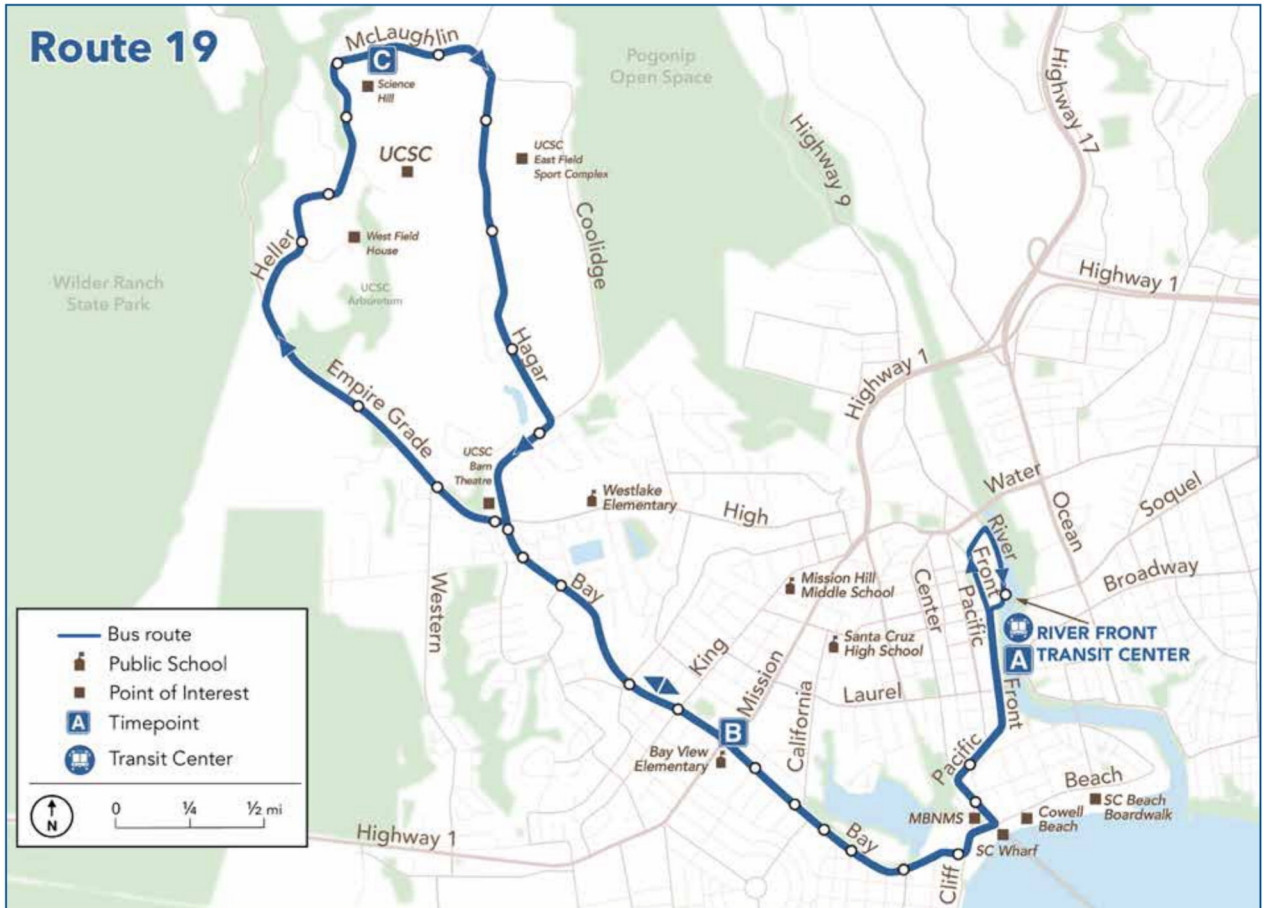 Route 19
McLaughlin
C
Science
Hill
Pogonip
Open Space
Highway 17
UCSC
UCSC
East Field
Sport Complex
Highway 9
Coolidge
West Field
House
Heller
UCSC
Arboretum
Wilder Ranch
State Park
Highway 1
Hagar
Empire Grade
Highway 1
UCSC
Barn
Theatre
Westlake
Elementary
High
Water
Ocean
Soquel
River
Front
Broadway
Bay
Western
Mission Hill
Middle School
Center
Pacific
RIVER FRONT
TRANSIT CENTER
A
Santa Cruz
High School
King
Mission
Laurel
California
Front
B
Bay View
Elementary
Pacific
Beach
SC Beach
Boardwalk
MBNMS
Cowell
Beach
SC Wharf
Bay
Cliff
Highway 1
Bus route
Public School
Point of Interest
A Timepoint
Transit Center
N
0 ¼ ½ mi